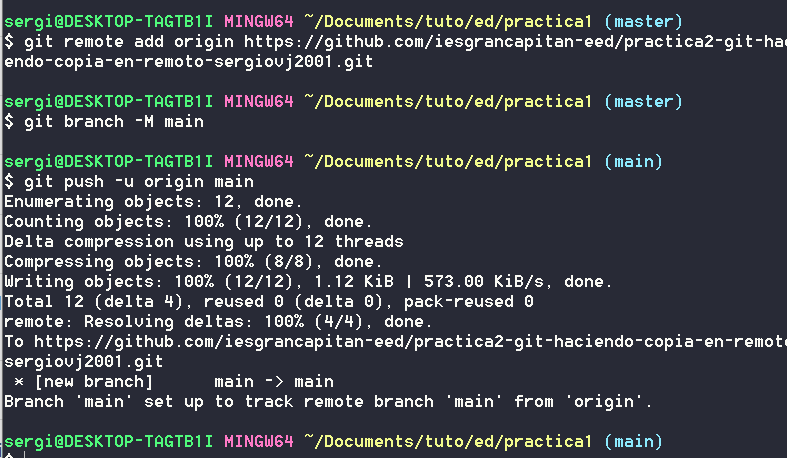 sergi@DESKTOP-TAGTB1I MINGW64 ~/Documents/tuto/ed/practica1 (master)
$ git remote add origin https://github.com/iesgrancapitan-eed/practica2-git-haci
endo-copia-en-remoto-sergiovj2001.git
sergi@DESKTOP-TAGTB1I MINGW64 ~/Documents/tuto/ed/practica1 (master)
$ git branch -M main
sergi@DESKTOP-TAGTB1I MINGW64 ~/Documents/tuto/ed/practica1 (main)
$ git push -u origin main
Enumerating objects: 12, done.
Counting objects: 100% (12/12), done.
Delta compression using up to 12 threads
Compressing objects: 100% (8/8), done.
Writing objects: 100% (12/12), 1.12 KiB | 573.00 KiB/s, done.
Total 12 (delta 4), reused 0 (delta 0), pack-reused 0
remote: Resolving deltas: 100% (4/4), done.
To https://github.com/iesgrancapitan-eed/practica2-git-haciendo-copia-en-remoto
sergiovj2001.git
 * [new branch]      main -> main
Branch 'main' set up to track remote branch 'main' from 'origin'.
sergi@DESKTOP-TAGTB1I MINGW64 ~/Documents/tuto/ed/practica1 (main)
$